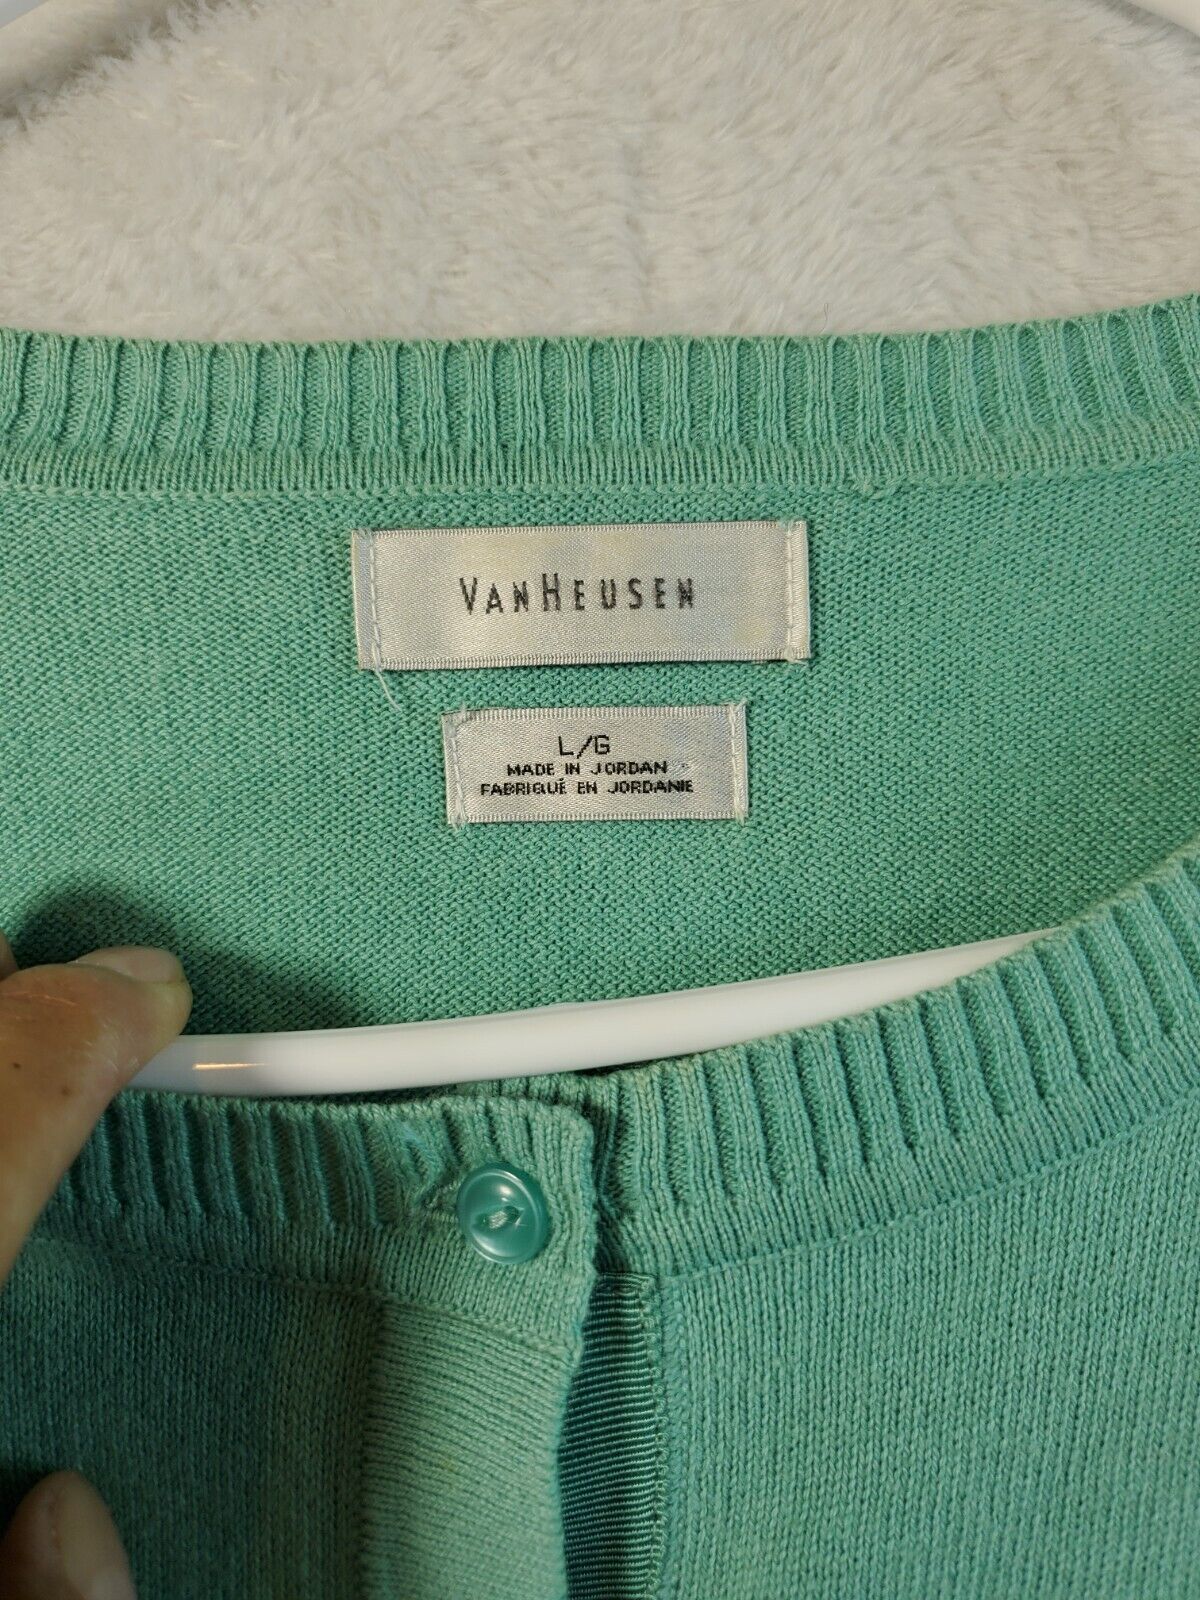 VANHEUSEN
L/G
MADE IN JORDAN
FABRIQUÉ EN JORDANIE